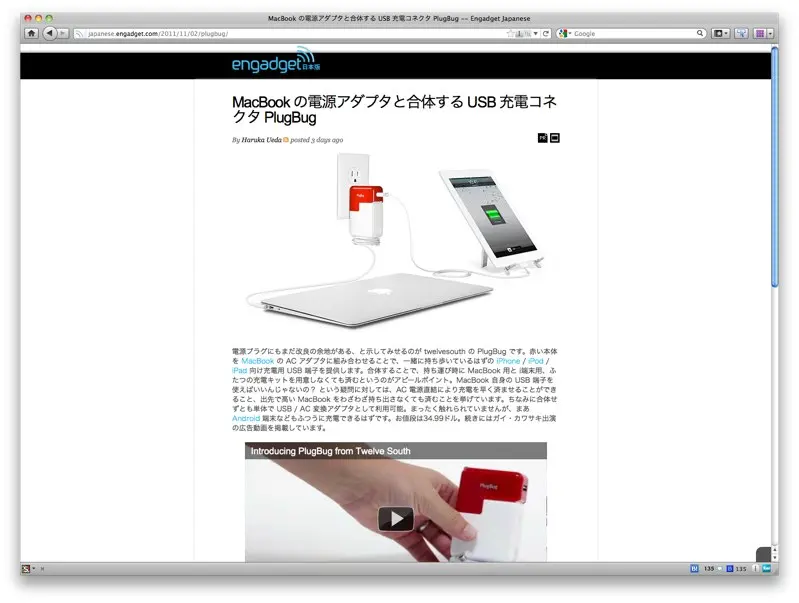 MacBook の電源アダプタと合体する USB 充電コネクタ PlugBug -- Engadget Japanese
japanese.engadget.com/2011/11/02/plugbug/
Google
engadget日本版
MacBook の電源アダプタと合体する USB 充電コネ
クタ PlugBug
By Haruka Ueda posted 3 days ago
電源プラグにもまだ改良の余地がある、と示してみせるのが twelvesouth の PlugBug です。赤い本体
を MacBook の AC アダプタに組み合わせることで、一緒に持ち歩いているはずの iPhone / iPod /
iPad 向け充電用 USB 端子を提供します。合体することで、持ち運び時に MacBook 用と i端末用、ふ
たつの充電キットを用意しなくても済むというのがアピールポイント。MacBook 自身の USB 端子を
使えばいいんじゃないの？ という疑問に対しては、AC 電源直結により充電を早く済ませることができ
ること、出先で高い MacBook をわざわざ持ち出さなくても済むことを挙げています。ちなみに合体せ
ずとも単体で USB / AC 変換アダプタとして利用可能。まったく触れられていませんが、まあ
Android 端末などもふつうに充電できるはずです。お値段は34.99ドル。続きにはガイ・カワサキ出演
の広告動画を掲載しています。
Introducing PlugBug from Twelve South
PlugBug
135
135